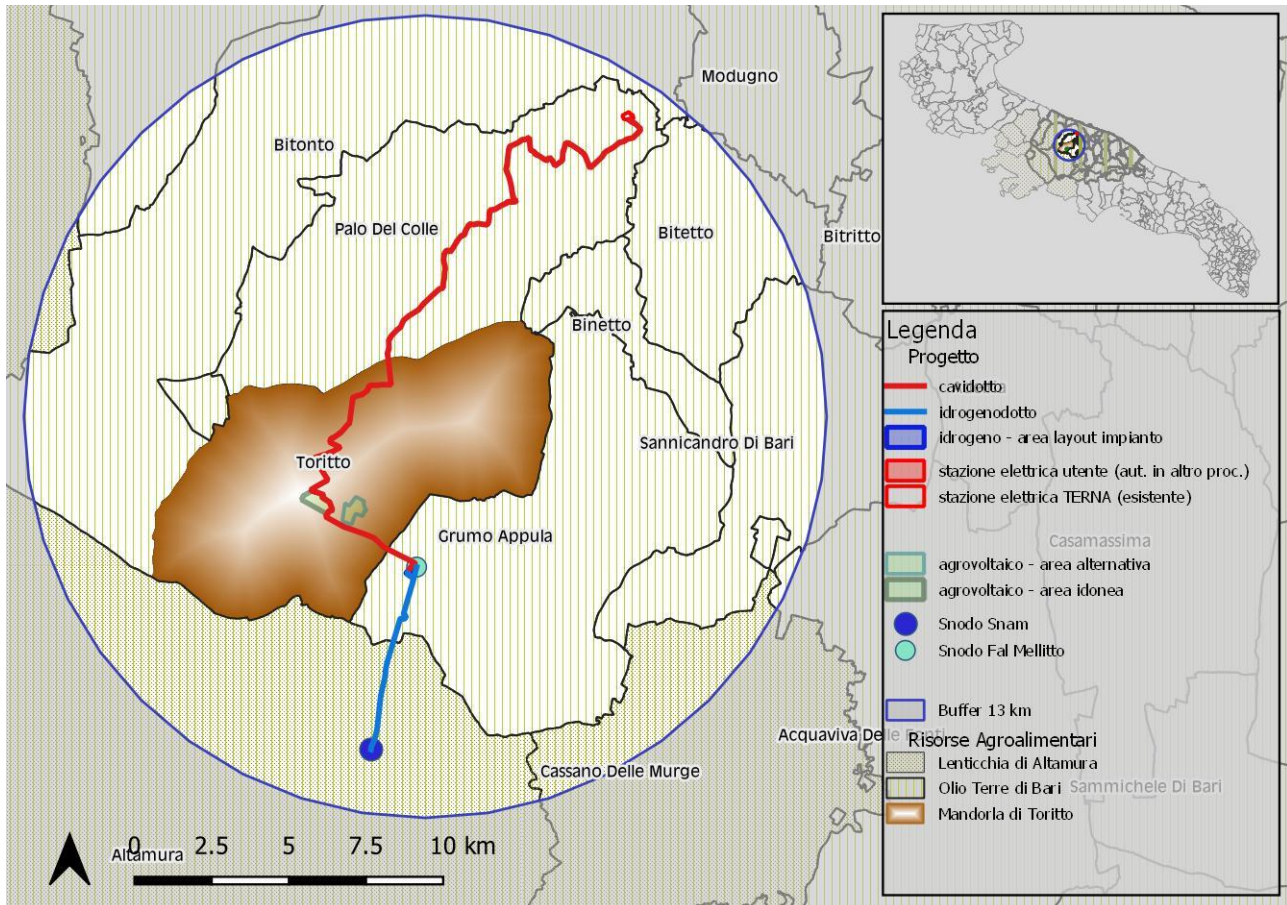 Modugno
Bitonto
Palo Del Colle
Bitetto
Bitritto
Binetto
Sannicandro Di Bari
Toritto
Grumo Appula
Acquaviva Delle Fonti
Cassano Delle Murge
Altamura
0 2.5 5 7.5 10 km
Legenda
Progetto
cavidotto
idrogenodotto
idrogeno - area layout impianto
stazione elettrica utente (aut. in altro proc.)
stazione elettrica TERNA (esistente)
Casamassima
agrovoltaico - area alternativa
agrovoltaico - area idonea
Snodo Snam
Snodo Fal Mellitto
Buffer 13 km
Risorse Agroalimentari
Lenticchia di Altamura
Olio Terre di Bari
Sammichele Di Bari
Mandorla di Toritto